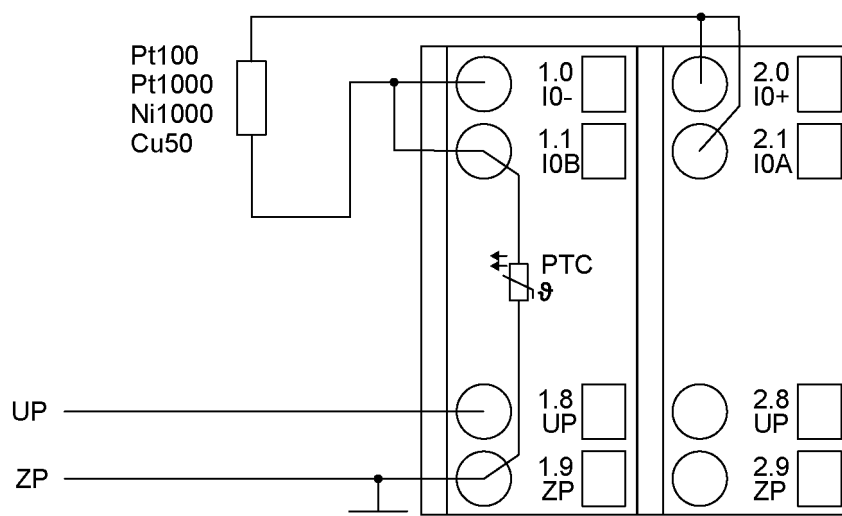 Pt100
Pt1000
Ni1000
Cu50
1.0
I0-
2.0
I0+
1.1
I0B
2.1
I0A
PTC
ϑ
UP
1.8
UP
2.8
UP
ZP
1.9
ZP
2.9
ZP